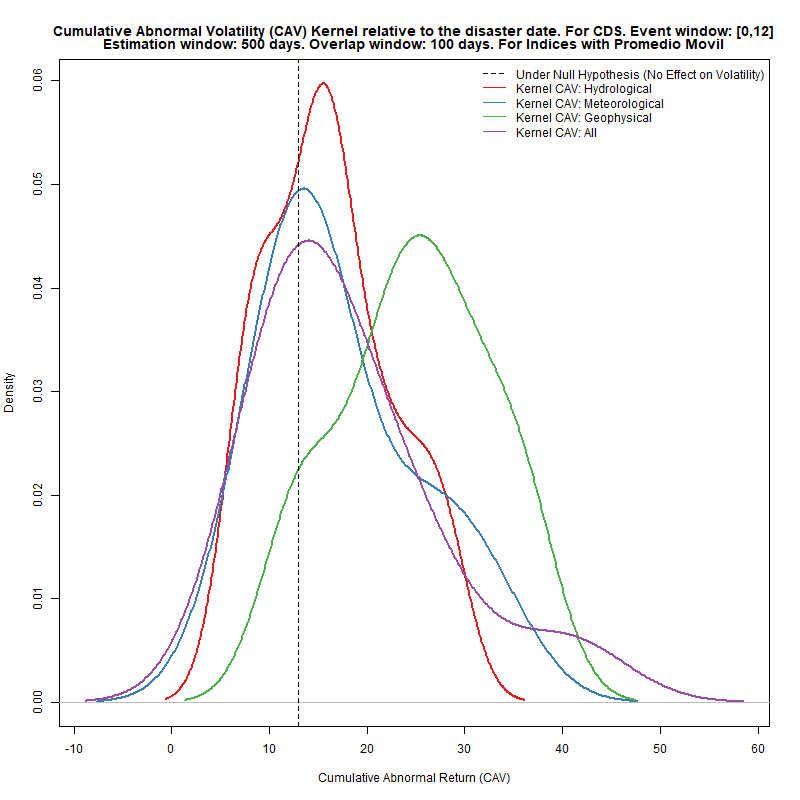 Cumulative Abnormal Volatility (CAV) Kernel relative to the disaster date. For CDS. Event window: [0,12]
Estimation window: 500 days. Overlap window: 100 days. For Indices with Promedio Movil
Under Null Hypothesis (No Effect on Volatility)
Kernel CAV: Hydrological
Kernel CAV: Meteorological
Kernel CAV: Geophysical
Kernel CAV: All
Density
0.06
0.05
0.04
0.03
0.02
0.01
0.00
-10 0 10 20 30 40 50 60
Cumulative Abnormal Return (CAV)